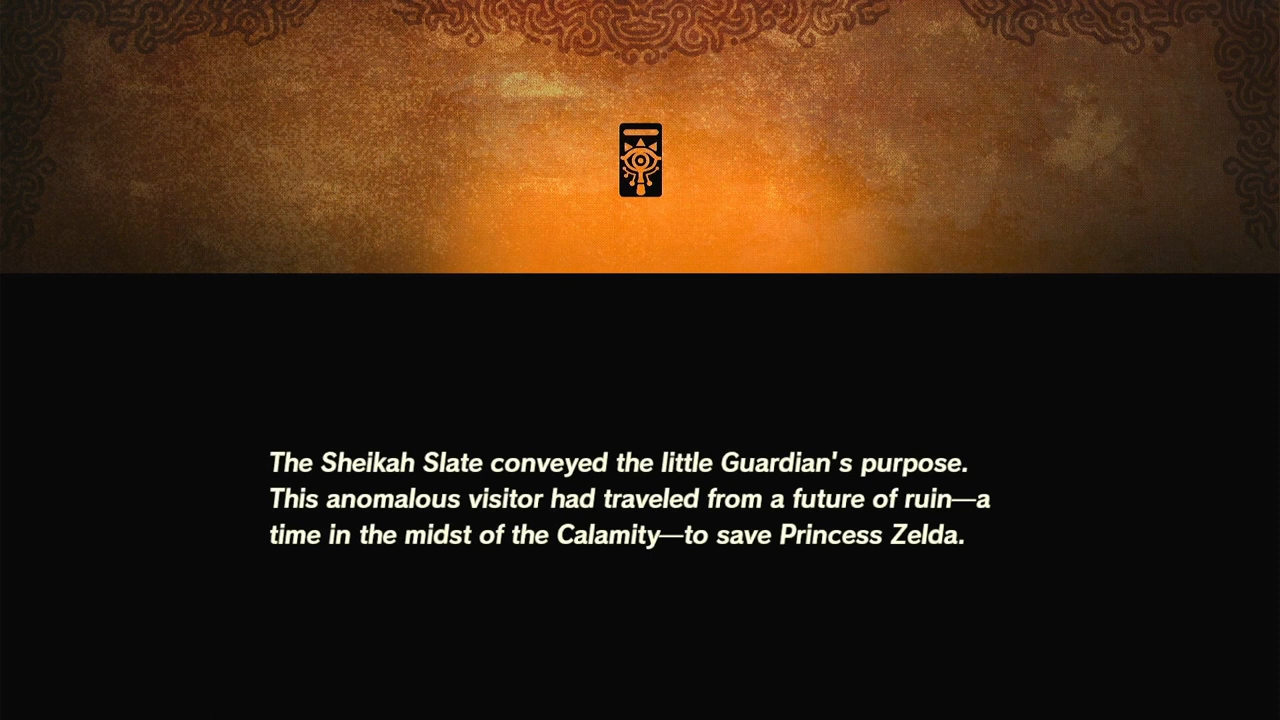 The Sheikah Slate conveyed the little Guardian's purpose.
This anomalous visitor had traveled from a future of ruin—a
time in the midst of the Calamity—to save Princess Zelda.